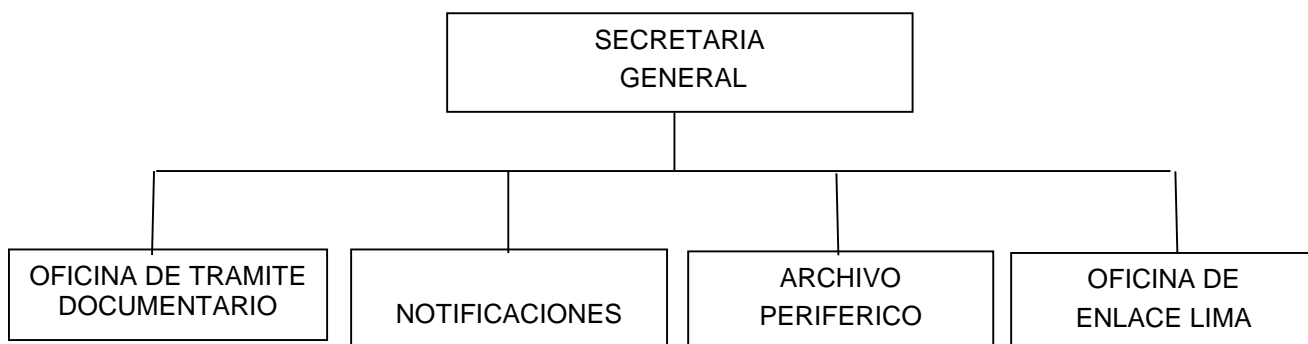 SECRETARIA
GENERAL
OFICINA DE TRAMITE
DOCUMENTARIO
NOTIFICACIONES
ARCHIVO
PERIFERICO
OFICINA DE
ENLACE LIMA